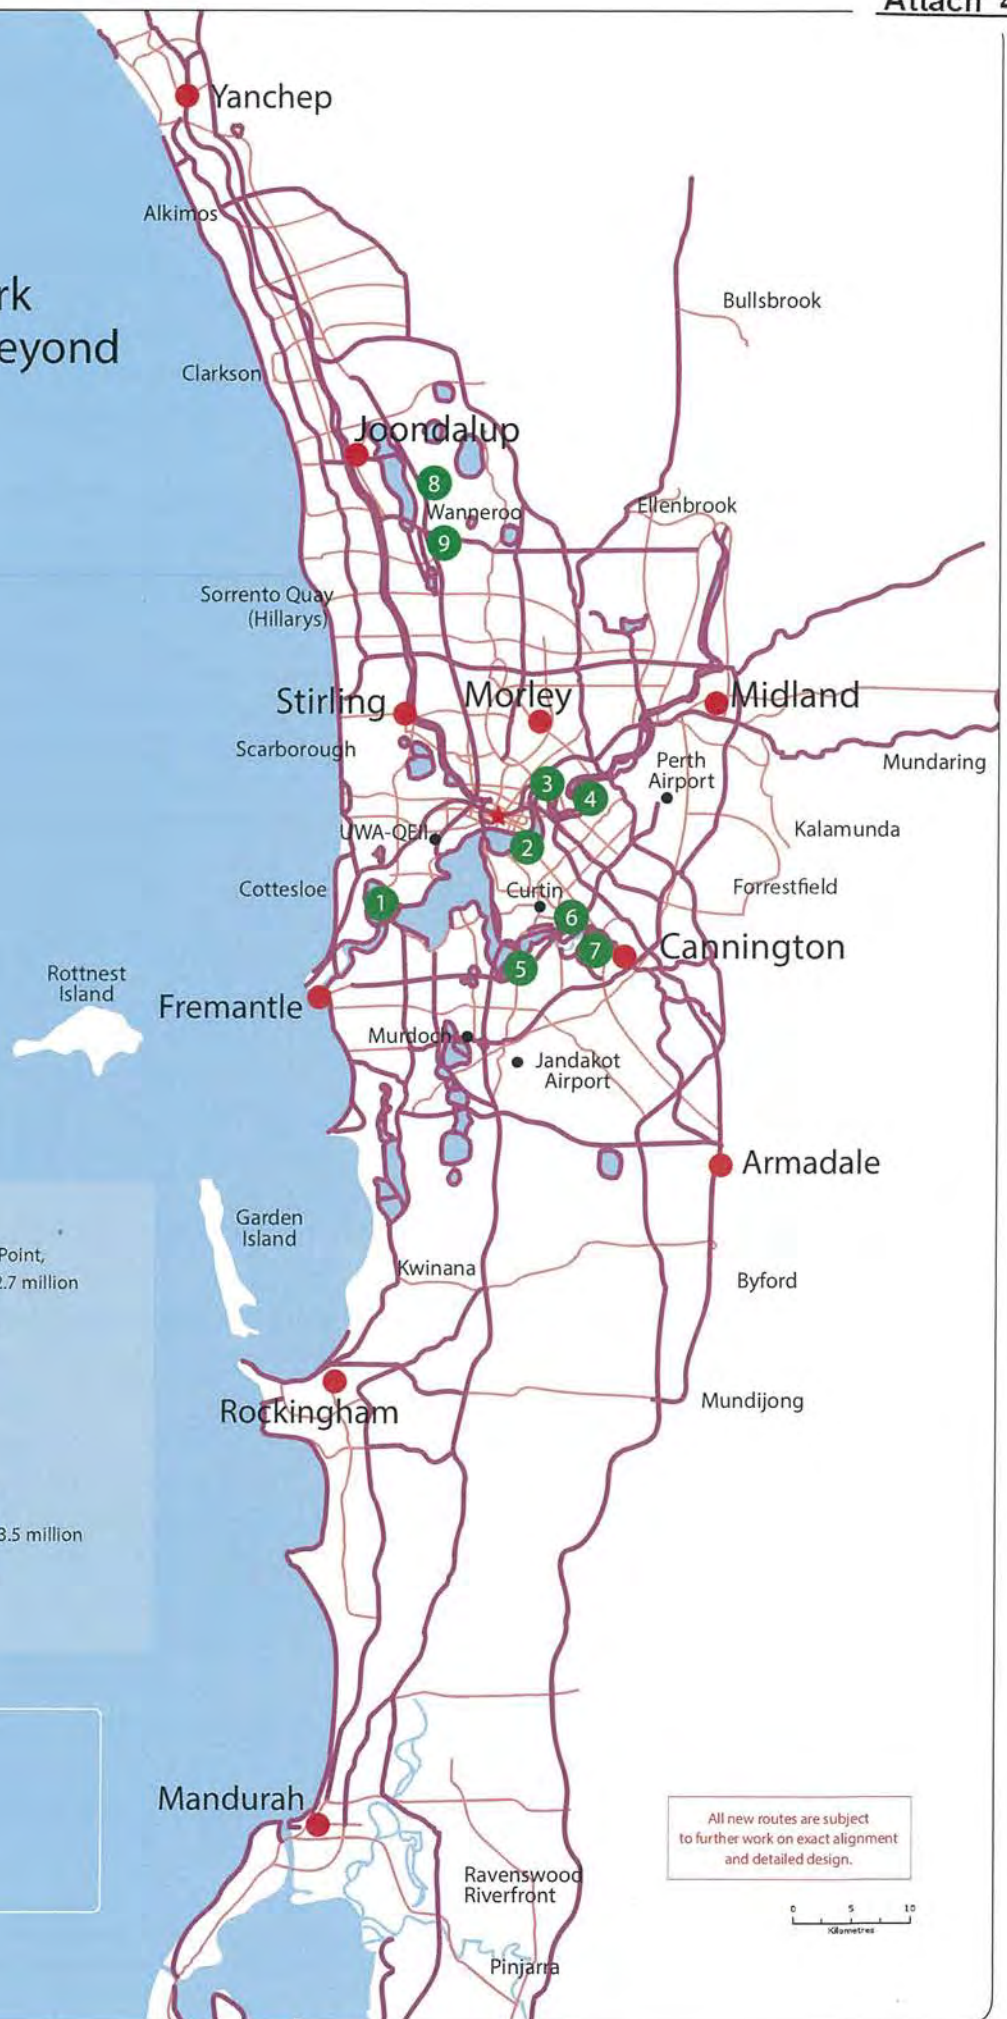 Attach 4
Yanchep
Alkimos
rk
Bullsbrook
eyond
Clarkson
Joondalup
8
Wanneroo
Ellenbrook
9
Sorrento Quay
(Hillarys)
Stirling
Morley
Midland
Scarborough
Perth
Airport
Mundaring
3
4
UWA-QEII
Kalamunda
2
Cottesloe
Curtin
Forrestfield
1
6
7
Cannington
5
Rottnest
Island
Fremantle
Murdoch
Jandakot
Airport
Armadale
Garden
Island
Point,
2.7 million
Kwinana
Byford
Rockingham
Mundijong
3.5 million
Mandurah
All new routes are subject
to further work on exact alignment
and detailed design.
Ravenswood
Riverfront
0 5 10
Kilometres
Pinjarra